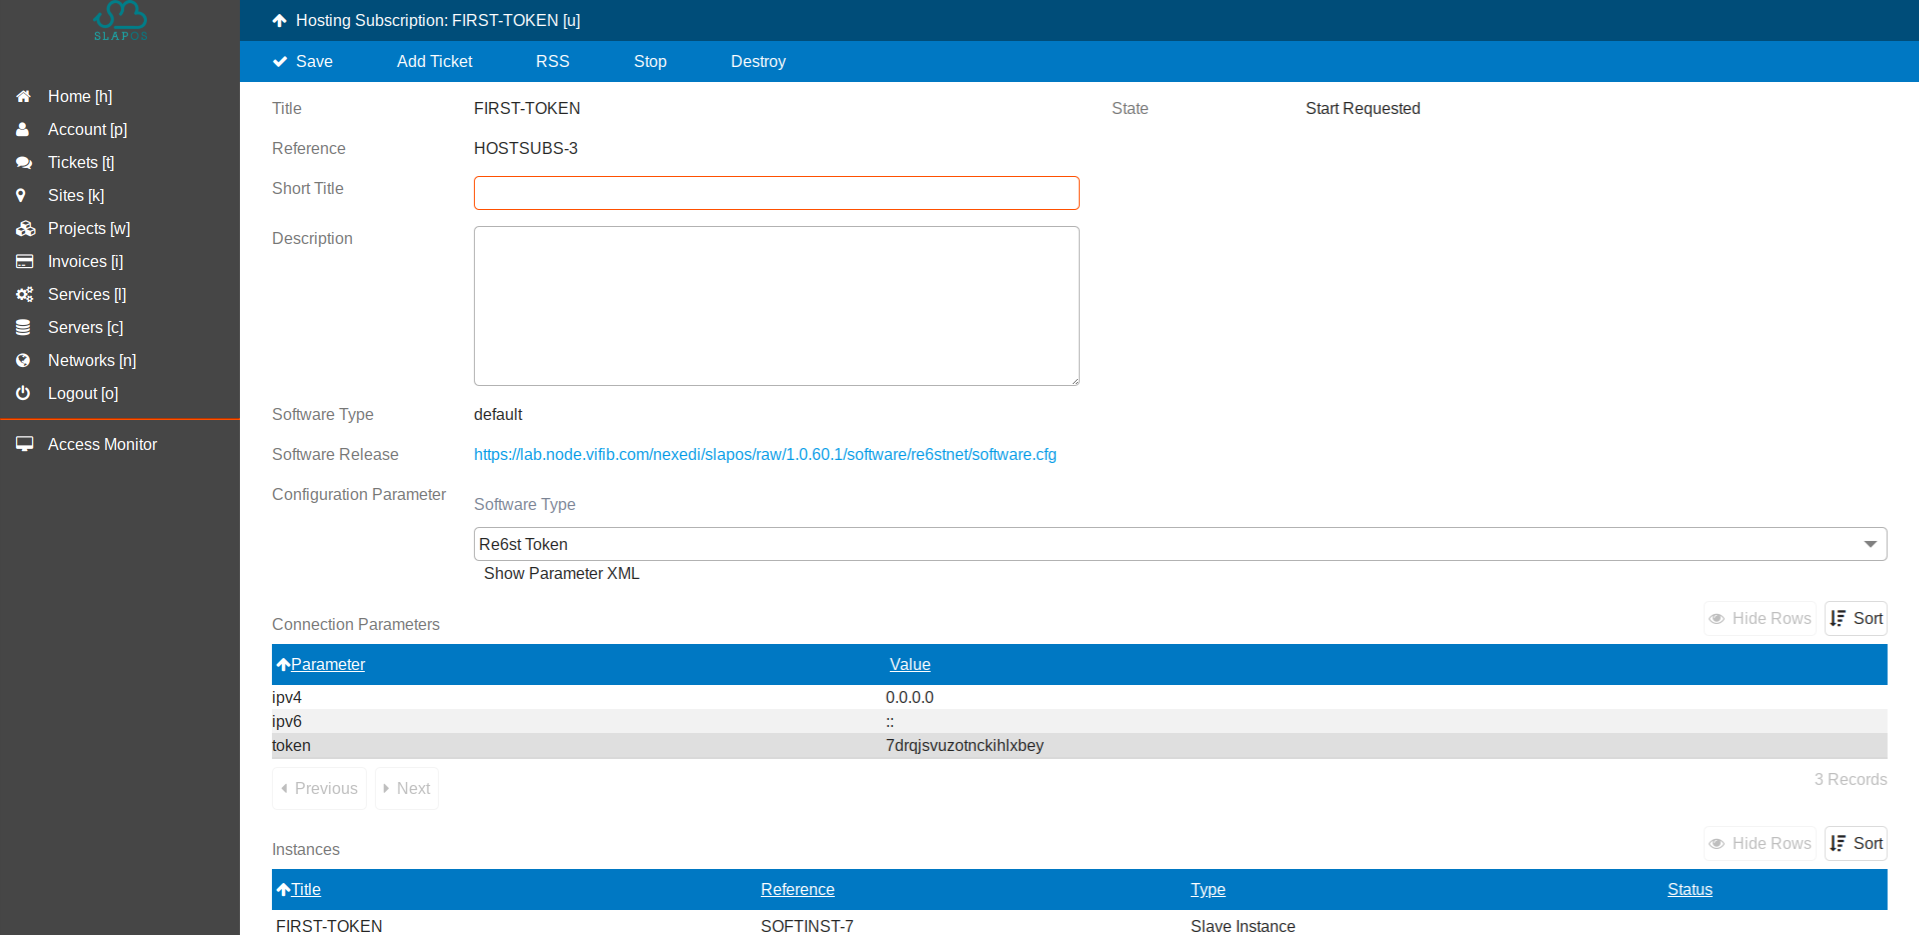 SLAPOS
Home [h]
Account [p]
Tickets [t]
Sites [k]
Projects [w]
Invoices [i]
Services [l]
Servers [c]
Networks [n]
Logout [o]
Access Monitor
Hosting Subscription: FIRST-TOKEN [u]
Save Add Ticket RSS Stop Destroy
Title FIRST-TOKEN State Start Requested
Reference HOSTSUBS-3
Short Title
Description
Software Type default
Software Release https://lab.node.vifib.com/nexedi/slapos/raw/1.0.60.1/software/re6stnet/software.cfg
Configuration Parameter
Software Type
Re6st Token
Show Parameter XML
Connection Parameters Hide Rows Sort
Parameter Value
ipv4 0.0.0.0
ipv6 ::
token 7drqjsvuzotnckihlxbey
Previous Next 3 Records
Instances Hide Rows Sort
Title Reference Type Status
FIRST-TOKEN SOFTINST-7 Slave Instance